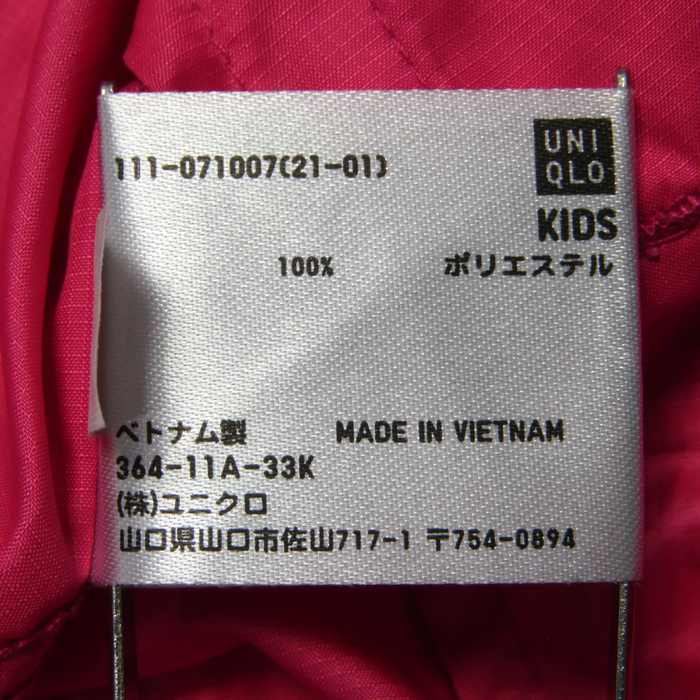 UNI
QLO
KIDS
111-071007(21-01)
100% ポリエステル
ベトナム製 MADE IN VIETNAM
364-11A-33K
(株)ユニクロ
山口県山口市佐山717-1 〒754-0894